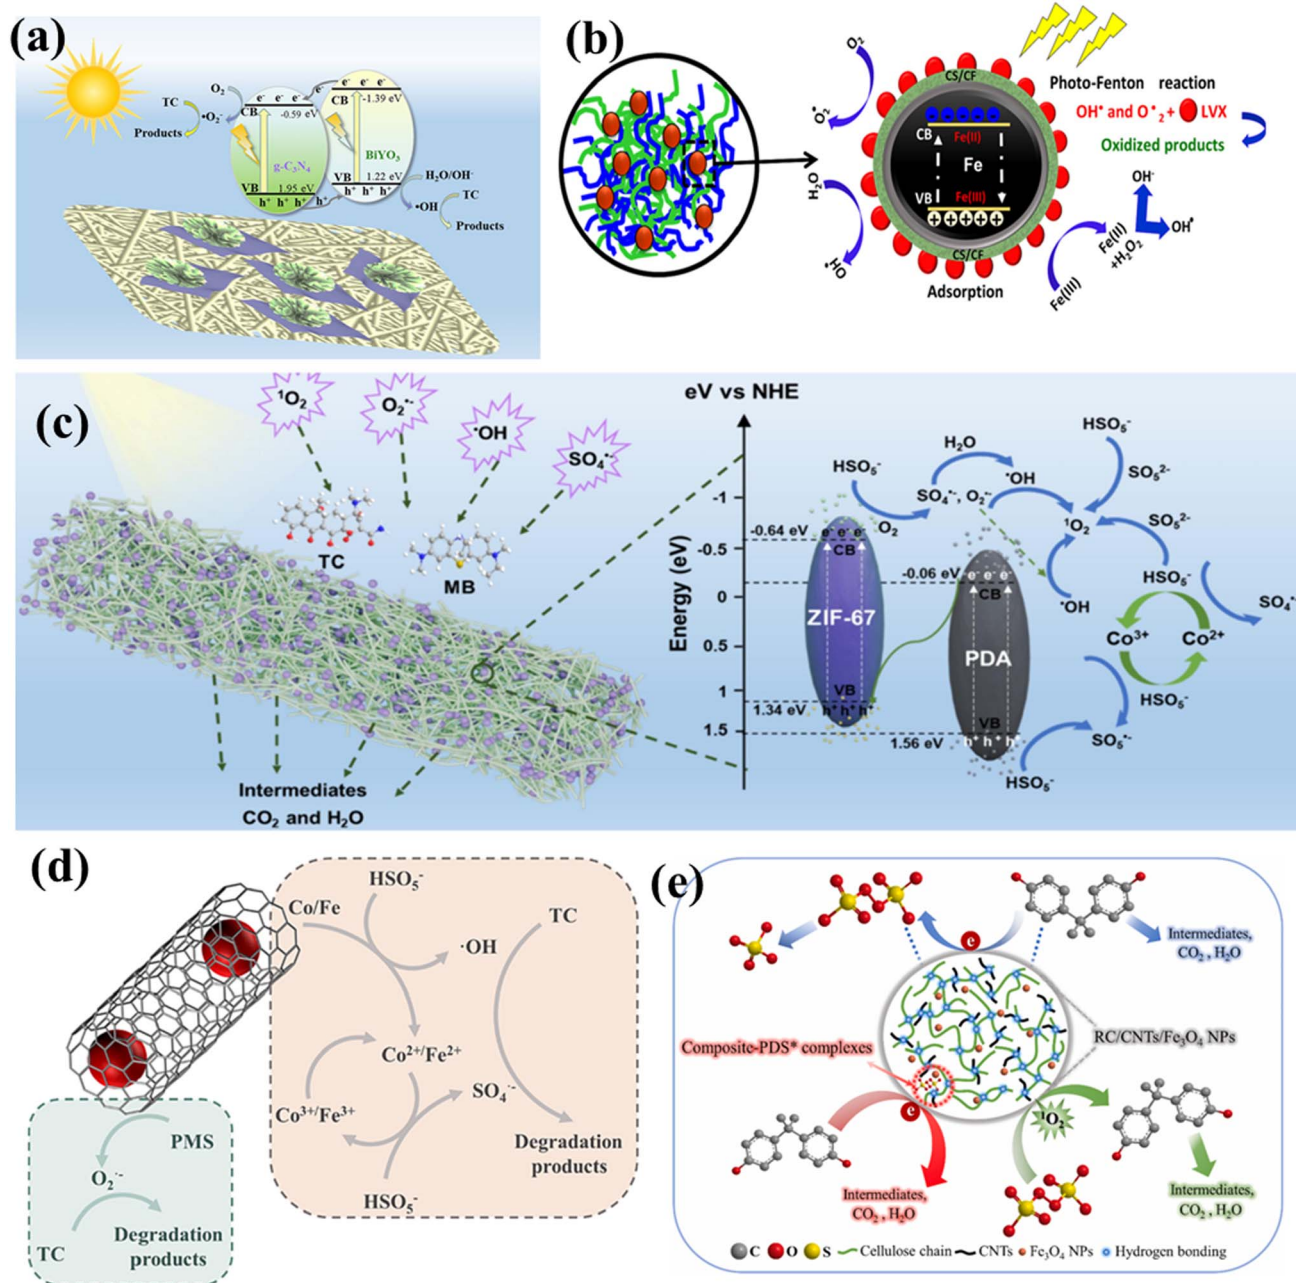 (a)
O₂
TC
•O₂⁻
Products
e⁻ e⁻ e⁻
CB
-0.59 eV
g-C₃N₄
VB
1.95 eV
h⁺ h⁺ h⁺
h⁺
e⁻
e⁻ e⁻ e⁻
CB
-1.39 eV
BiYO₃
VB
1.22 eV
h⁺ h⁺ h⁺
H₂O/OH⁻
•OH
TC
Products
(b)
O₂
O•₂
H₂O
•HO
CS/CF
CB
Fe(II)
Fe
VB
Fe(III)
+ + + + +
CS/CF
Adsorption
Photo-Fenton reaction
OH• and O•₂ + LVX
Oxidized products
OH⁻
OH•
Fe(II)
+H₂O₂
Fe(III)
(c)
¹O₂
O₂•⁻
•OH
SO₄•⁻
TC
MB
Intermediates
CO₂ and H₂O
eV vs NHE
Energy (eV)
-1
-0.5
0
0.5
1
1.5
-0.64 eV
1.34 eV
-0.06 eV
1.56 eV
e⁻ e⁻ e⁻
CB
ZIF-67
VB
h⁺ h⁺ h⁺
e⁻ e⁻ e⁻
CB
PDA
VB
h⁺ h⁺ h⁺
HSO₅⁻
O₂
SO₄•⁻, O₂•⁻
H₂O
•OH
HSO₅⁻
SO₅²⁻
¹O₂
SO₅²⁻
HSO₅⁻
•OH
SO₄•⁻
Co³⁺
Co²⁺
HSO₅⁻
SO₅•⁻
HSO₅⁻
(d)
HSO₅⁻
Co/Fe
TC
·OH
Co²⁺/Fe²⁺
Co³⁺/Fe³⁺
SO₄·⁻
Degradation
products
HSO₅⁻
PMS
O₂·⁻
TC
Degradation
products
(e)
e
Intermediates,
CO₂ , H₂O
Composite-PDS* complexes
RC/CNTs/Fe₃O₄ NPs
e
¹O₂
Intermediates,
CO₂ , H₂O
Intermediates,
CO₂ , H₂O
C O S Cellulose chain CNTs Fe₃O₄ NPs Hydrogen bonding